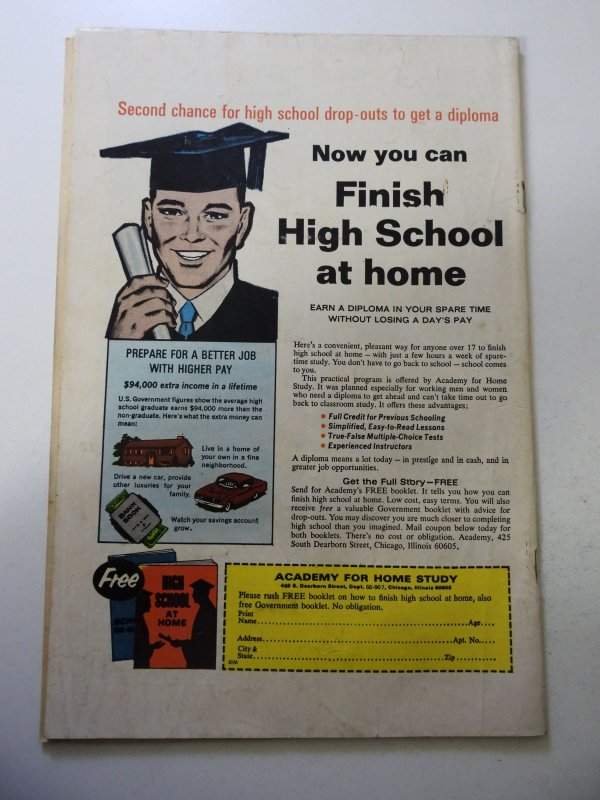 Second chance for high school drop-outs to get a diploma
Now you can
Finish
High School
at home
EARN A DIPLOMA IN YOUR SPARE TIME
WITHOUT LOSING A DAY'S PAY
PREPARE FOR A BETTER JOB
WITH HIGHER PAY
$94,000 extra income in a lifetime
U.S. Government figures show the average high
school graduate earns $94,000 more than the
non-graduate. Here's what the extra money can
mean:
Live in a home of
your own in a fine
neighborhood.
Drive a new car, provide
other luxuries for your
family.
BANK
BOOK
Watch your savings account
grow.
Here's a convenient, pleasant way for anyone over 17 to finish
high school at home – with just a few hours a week of spare-
time study. You don't have to go back to school – school comes
to you.
This practical program is offered by Academy for Home
Study. It was planned especially for working men and women
who need a diploma to get ahead and can't take time out to go
back to classroom study. It offers these advantages:
• Full Credit for Previous Schooling
• Simplified, Easy-to-Read Lessons
• True-False Multiple-Choice Tests
• Experienced Instructors
A diploma means a lot today – in prestige and in cash, and in
greater job opportunities.
Get the Full Story–FREE
Send for Academy's FREE booklet. It tells you how you can
finish high school at home. Low cost, easy terms. You will also
receive free a valuable Government booklet with advice for
drop-outs. You may discover you are much closer to completing
high school than you imagined. Mail coupon below today for
both booklets. There's no cost or obligation. Academy, 425
South Dearborn Street, Chicago, Illinois 60605.
Free
HIGH
SCHOOL
AT
HOME
ACADEMY FOR HOME STUDY
425 S. Dearborn Street, Dept. 66-907, Chicago, Illinois 60605
Please rush FREE booklet on how to finish high school at home, also
free Government booklet. No obligation.
Print
Name Age
Address Apt. No.
City &
State Zip